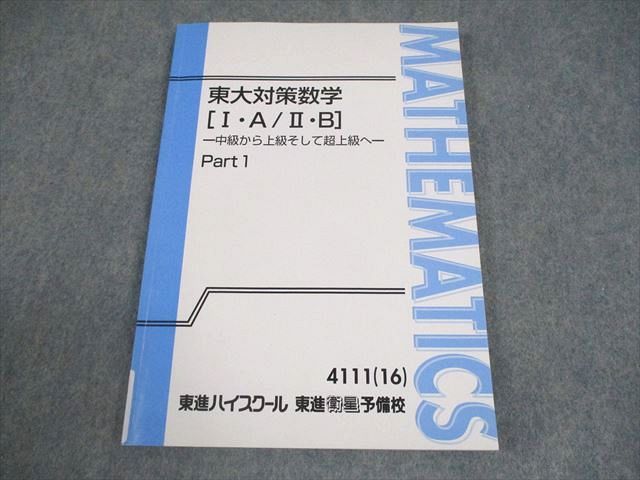 東大対策数学
[Ⅰ・A/Ⅱ・B]
―中級から上級そして超上級へ―
Part 1
MATHEMATICS
4111(16)
東進ハイスクール 東進衛星予備校